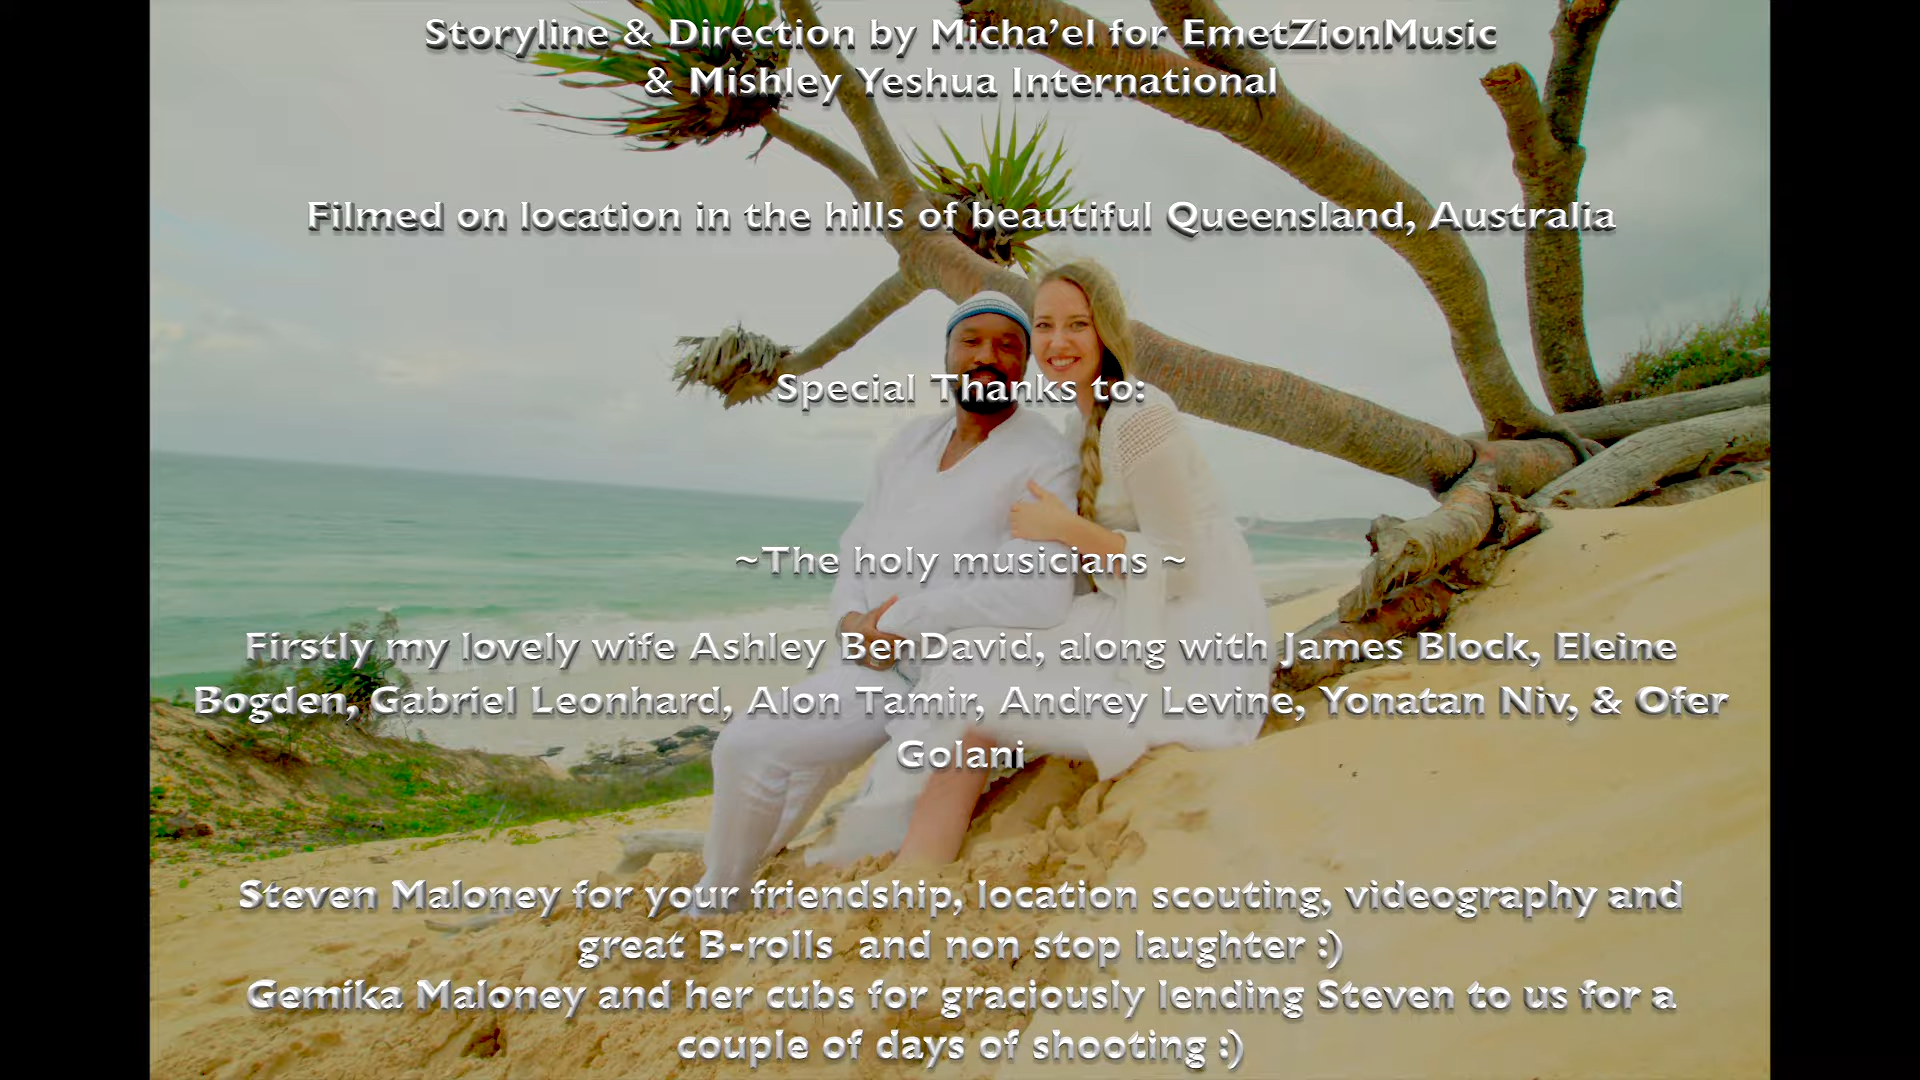 Storyline & Direction by Micha’el for EmetZionMusic
& Mishley Yeshua International
Filmed on location in the hills of beautiful Queensland, Australia
Special Thanks to:
~The holy musicians ~
Firstly my lovely wife Ashley BenDavid, along with James Block, Eleine
Bogden, Gabriel Leonhard, Alon Tamir, Andrey Levine, Yonatan Niv, & Ofer
Golani
Steven Maloney for your friendship, location scouting, videography and
great B-rolls  and non stop laughter :)
Gemika Maloney and her cubs for graciously lending Steven to us for a
couple of days of shooting :)